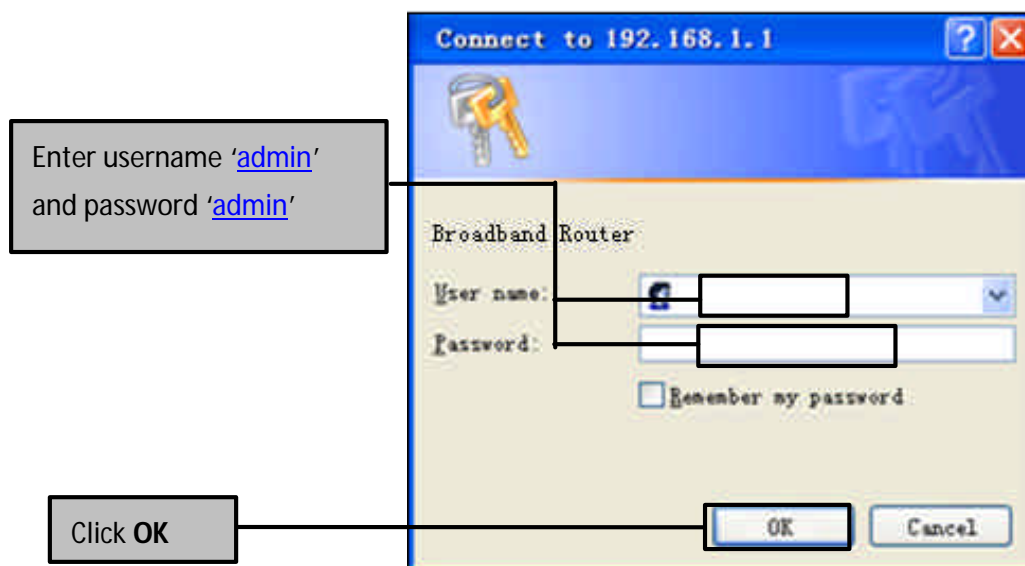 Connect to 192.168.1.1
Enter username ‘admin’
and password ‘admin’
Broadband Router
User name:
Password:
Remember my password
Click OK
OK
Cancel